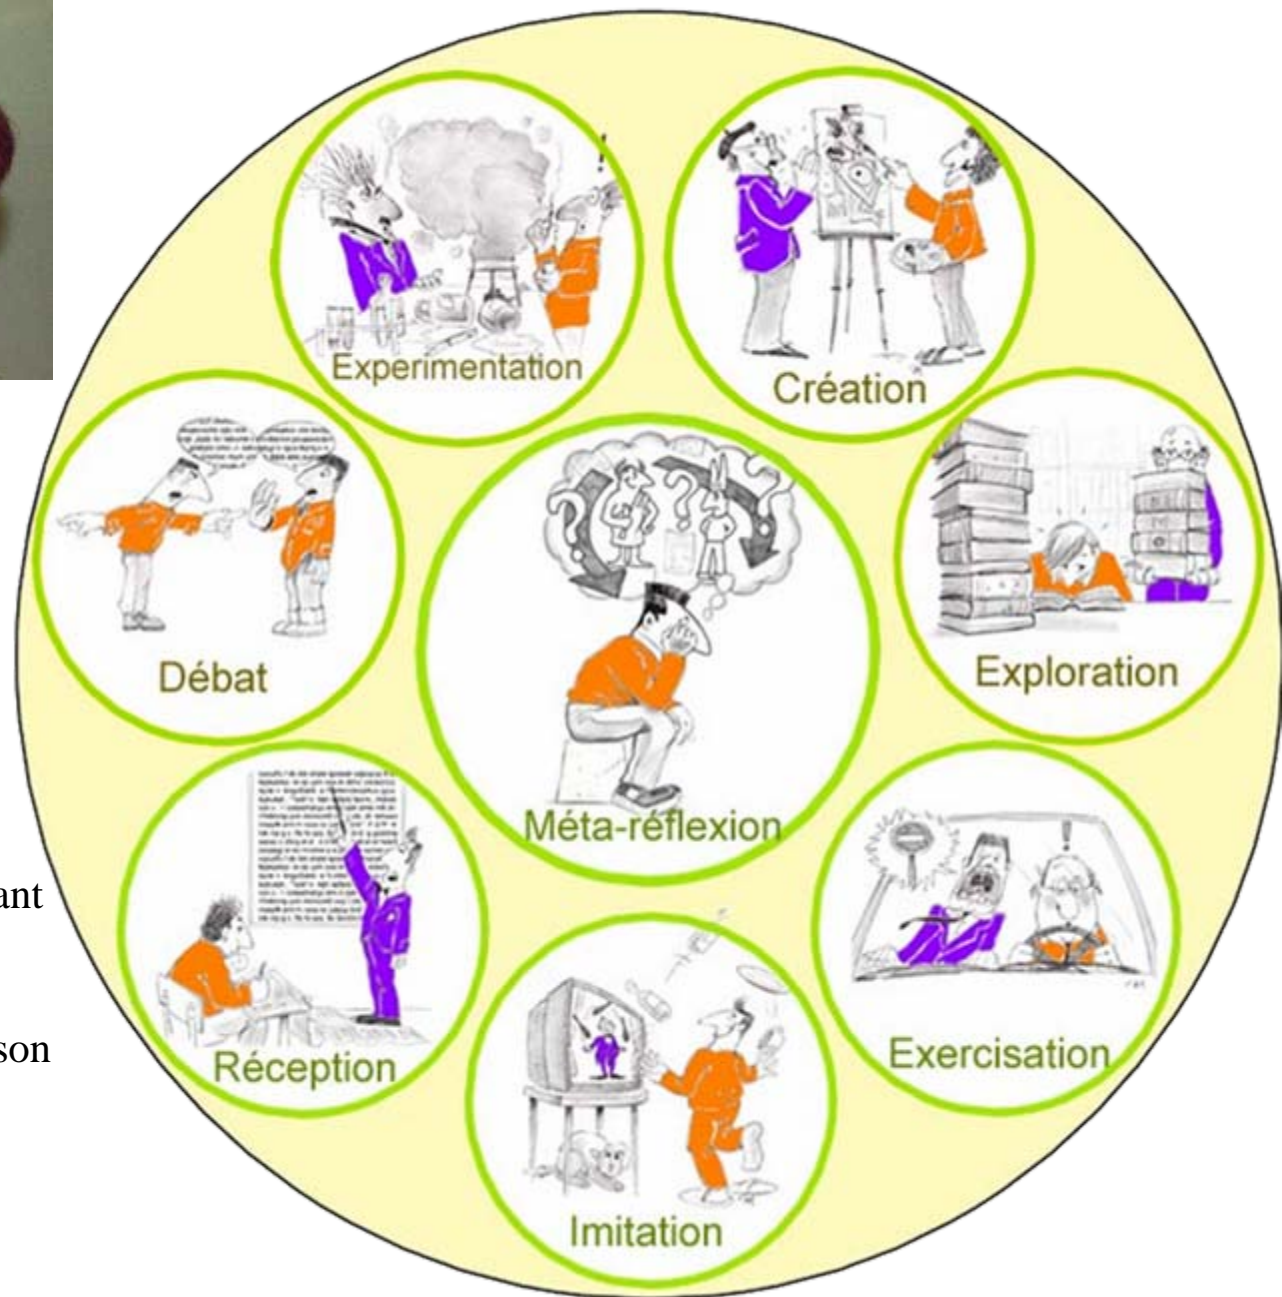 Experimentation
Création
Débat
Exploration
Méta-réflexion
ant
Réception
Exercisation
son
Imitation